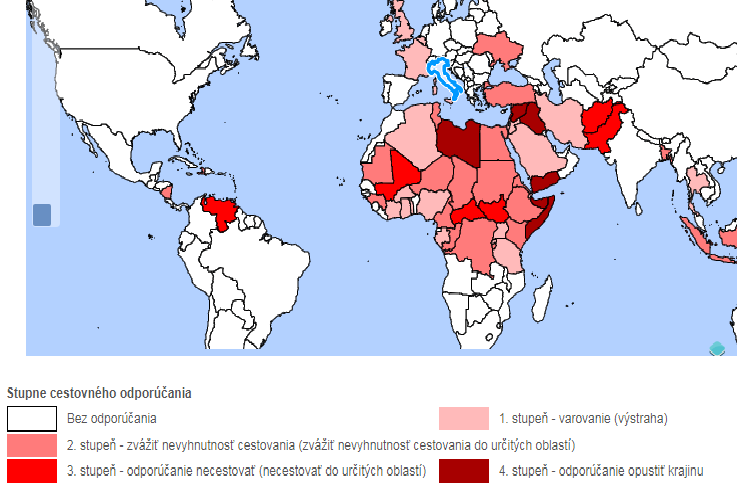 Stupne cestovného odporúčania
Bez odporúčania
1. stupeň - varovanie (výstraha)
2. stupeň - zvážiť nevyhnutnosť cestovania (zvážiť nevyhnutnosť cestovania do určitých oblastí)
3. stupeň - odporúčanie necestovať (necestovať do určitých oblastí)
4. stupeň - odporúčanie opustiť krajinu